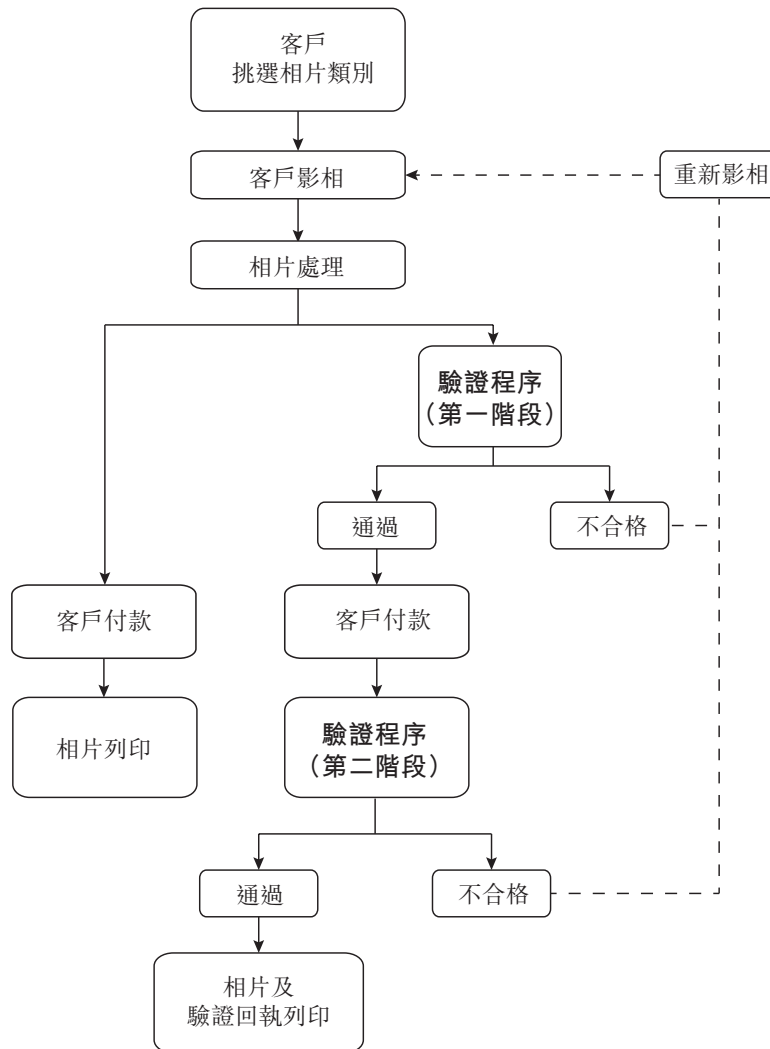 客戶
挑選相片類別
客戶影相
重新影相
相片處理
驗證程序
（第一階段）
通過
不合格
客戶付款
客戶付款
相片列印
驗證程序
（第二階段）
通過
不合格
相片及
驗證回執列印